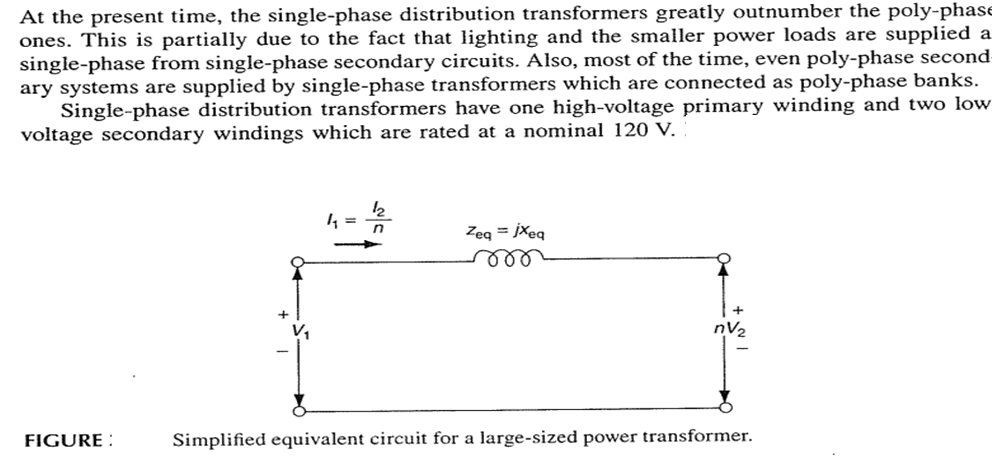 At the present time, the single-phase distribution transformers greatly outnumber the poly-phase
ones. This is partially due to the fact that lighting and the smaller power loads are supplied a
single-phase from single-phase secondary circuits. Also, most of the time, even poly-phase second-
ary systems are supplied by single-phase transformers which are connected as poly-phase banks.
Single-phase distribution transformers have one high-voltage primary winding and two low
voltage secondary windings which are rated at a nominal 120 V.
I₁ = I₂/n
Zeq = jxeq
+
V₁
−
+
nV₂
−
FIGURE : Simplified equivalent circuit for a large-sized power transformer.